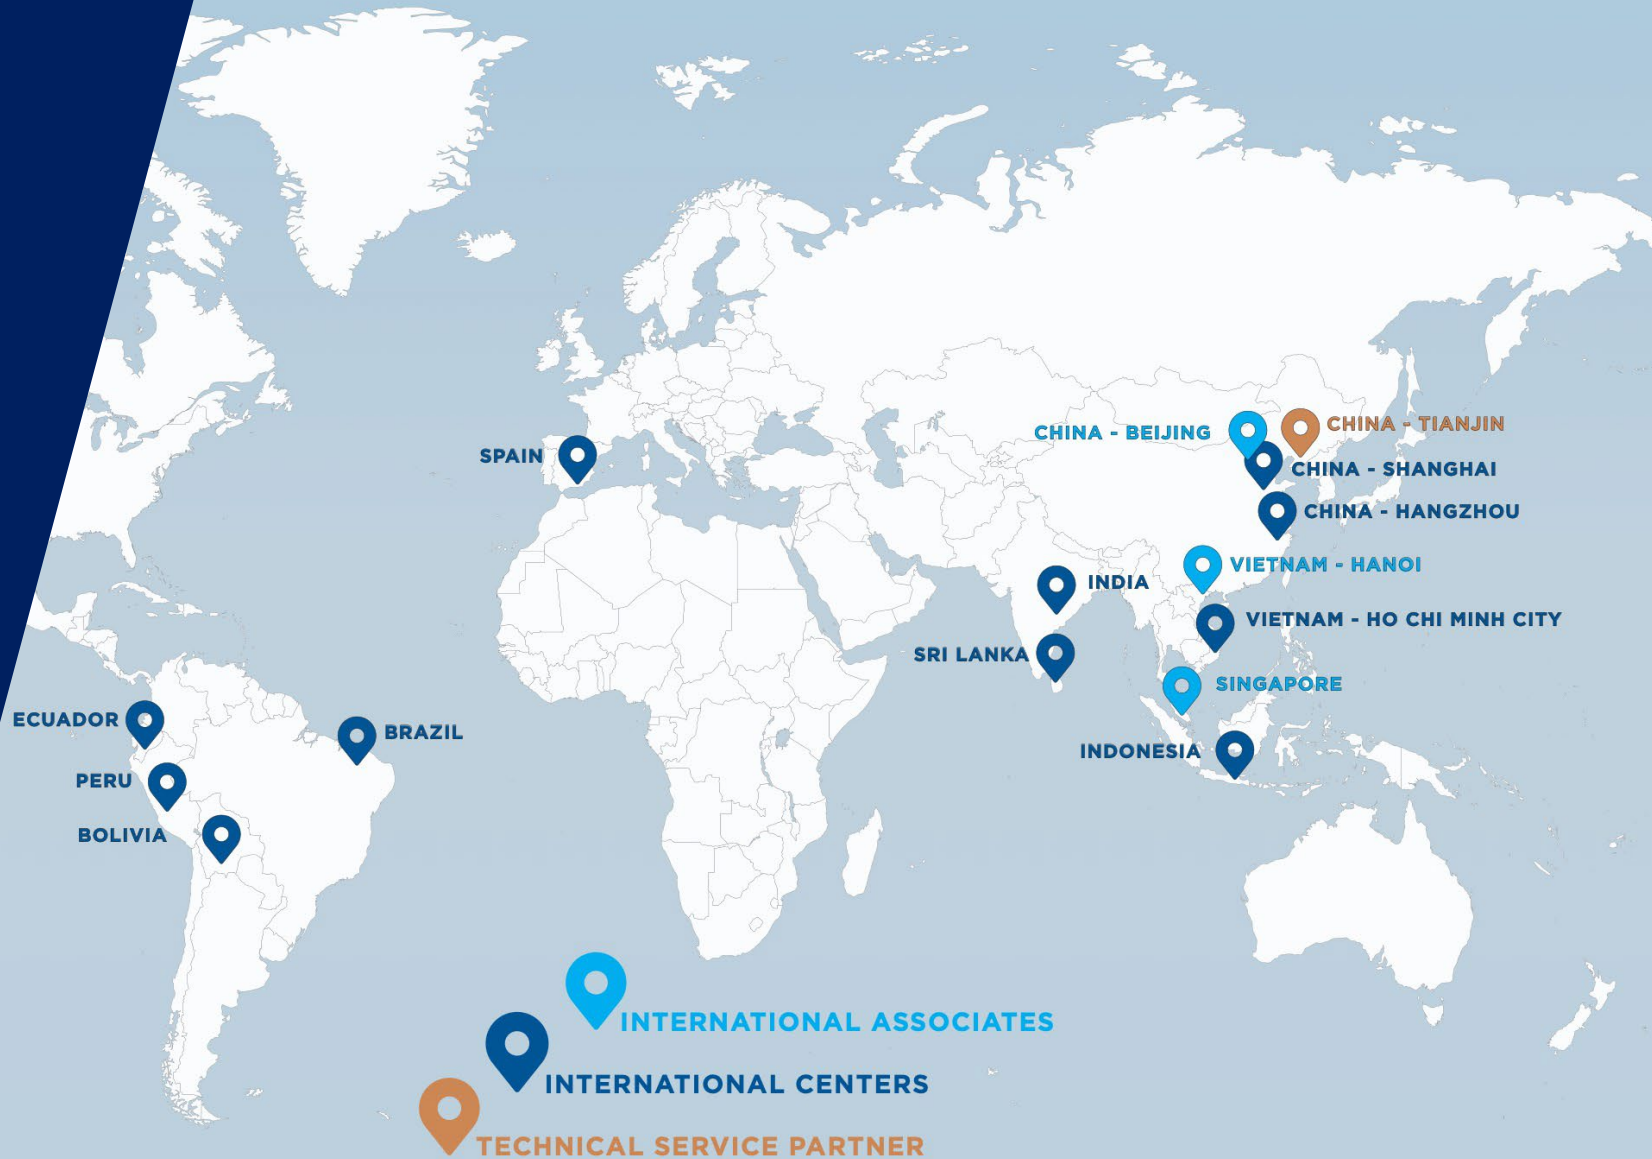 CHINA - TIANJIN
CHINA - BEIJING
SPAIN
CHINA - SHANGHAI
CHINA - HANGZHOU
VIETNAM - HANOI
INDIA
VIETNAM - HO CHI MINH CITY
SRI LANKA
SINGAPORE
ECUADOR
BRAZIL
INDONESIA
PERU
BOLIVIA
INTERNATIONAL ASSOCIATES
INTERNATIONAL CENTERS
TECHNICAL SERVICE PARTNER